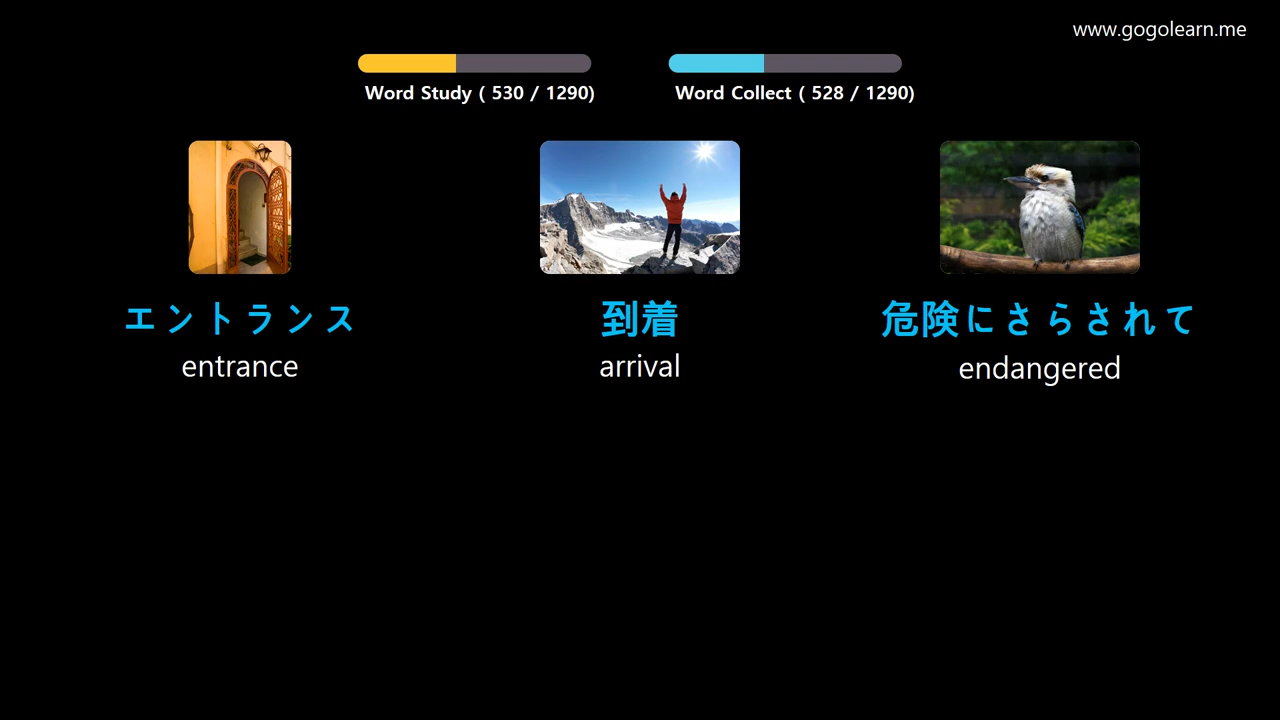 www.gogolearn.me
Word Study ( 530 / 1290)
Word Collect ( 528 / 1290)
エントランス
到着
危険にさらされて
entrance
arrival
endangered